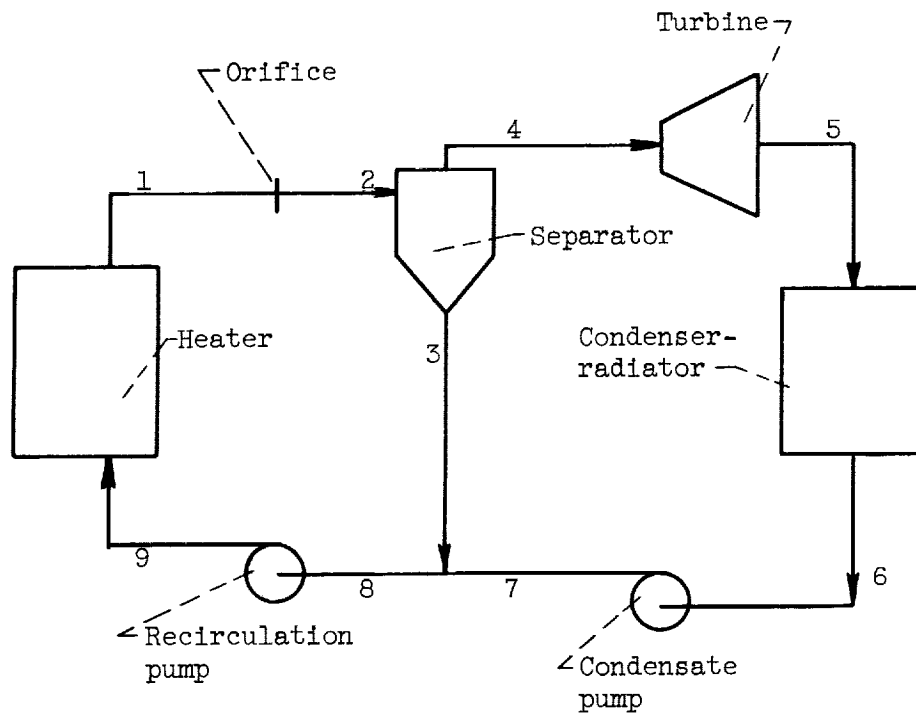 Turbine
Orifice
4
5
1
2
Separator
3
Heater
Condenser-
radiator
9
8
7
6
Recirculation
pump
Condensate
pump